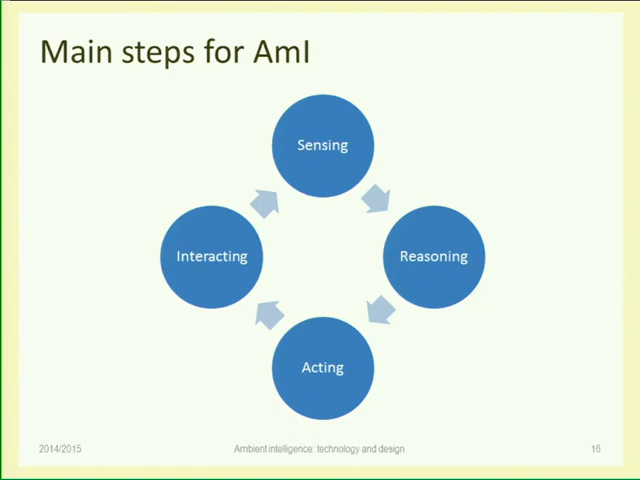 Main steps for AmI
Sensing
Interacting
Reasoning
Acting
2014/2015
Ambient intelligence: technology and design
16